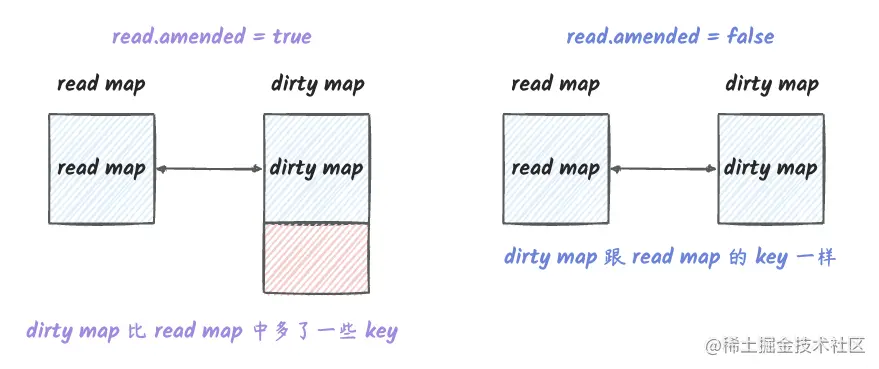 read.amended = true
read map
dirty map
read map
dirty map
dirty map 比 read map 中多了一些 key
read.amended = false
read map
dirty map
read map
dirty map
dirty map 跟 read map 的 key 一样
@稀土掘金技术社区